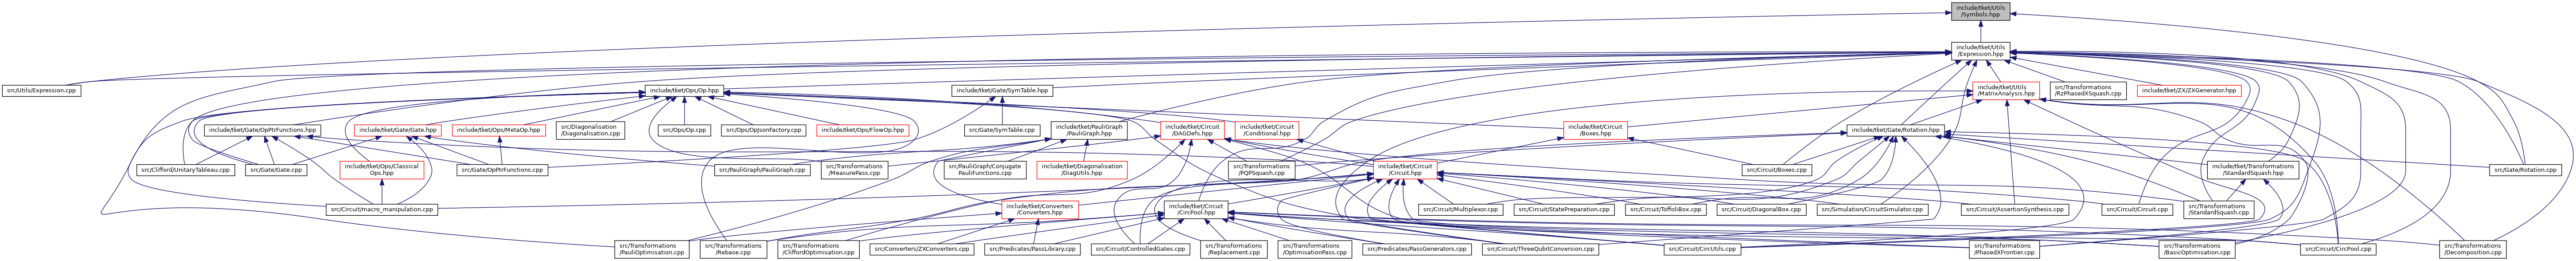 include/tket/Utils
/Symbols.hpp
include/tket/Utils
/Expression.hpp
src/Utils/Expression.cpp
include/tket/Ops/Op.hpp
include/tket/Gate/SymTable.hpp
include/tket/Utils
/MatrixAnalysis.hpp
src/Transformations
/RzPhasedXSquash.cpp
include/tket/ZX/ZXGenerator.hpp
include/tket/Gate/OpPtrFunctions.hpp
include/tket/Gate/Gate.hpp
include/tket/Ops/MetaOp.hpp
src/Diagonalisation
/Diagonalisation.cpp
src/Ops/Op.cpp
src/Ops/OpJsonFactory.cpp
include/tket/Ops/FlowOp.hpp
src/Gate/SymTable.cpp
include/tket/PauliGraph
/PauliGraph.hpp
include/tket/Circuit
/DAGDefs.hpp
include/tket/Circuit
/Conditional.hpp
include/tket/Circuit
/Boxes.hpp
include/tket/Gate/Rotation.hpp
src/Clifford/UnitaryTableau.cpp
src/Gate/Gate.cpp
include/tket/Ops/Classical
Ops.hpp
src/Gate/OpPtrFunctions.cpp
src/PauliGraph/PauliGraph.cpp
src/Transformations
/MeasurePass.cpp
src/PauliGraph/Conjugate
PauliFunctions.cpp
include/tket/Diagonalisation
/DiagUtils.hpp
src/Transformations
/PQPSquash.cpp
include/tket/Circuit
/Circuit.hpp
src/Circuit/Boxes.cpp
include/tket/Transformations
/StandardSquash.hpp
src/Gate/Rotation.cpp
src/Circuit/macro_manipulation.cpp
include/tket/Converters
/Converters.hpp
include/tket/Circuit
/CircPool.hpp
src/Circuit/Multiplexor.cpp
src/Circuit/StatePreparation.cpp
src/Circuit/ToffoliBox.cpp
src/Circuit/DiagonalBox.cpp
src/Simulation/CircuitSimulator.cpp
src/Circuit/AssertionSynthesis.cpp
src/Circuit/Circuit.cpp
src/Transformations
/StandardSquash.cpp
src/Transformations
/PauliOptimisation.cpp
src/Transformations
/Rebase.cpp
src/Transformations
/CliffordOptimisation.cpp
src/Converters/ZXConverters.cpp
src/Predicates/PassLibrary.cpp
src/Circuit/ControlledGates.cpp
src/Transformations
/Replacement.cpp
src/Transformations
/OptimisationPass.cpp
src/Predicates/PassGenerators.cpp
src/Circuit/ThreeQubitConversion.cpp
src/Circuit/CircUtils.cpp
src/Transformations
/PhasedXFrontier.cpp
src/Transformations
/BasicOptimisation.cpp
src/Circuit/CircPool.cpp
src/Transformations
/Decomposition.cpp